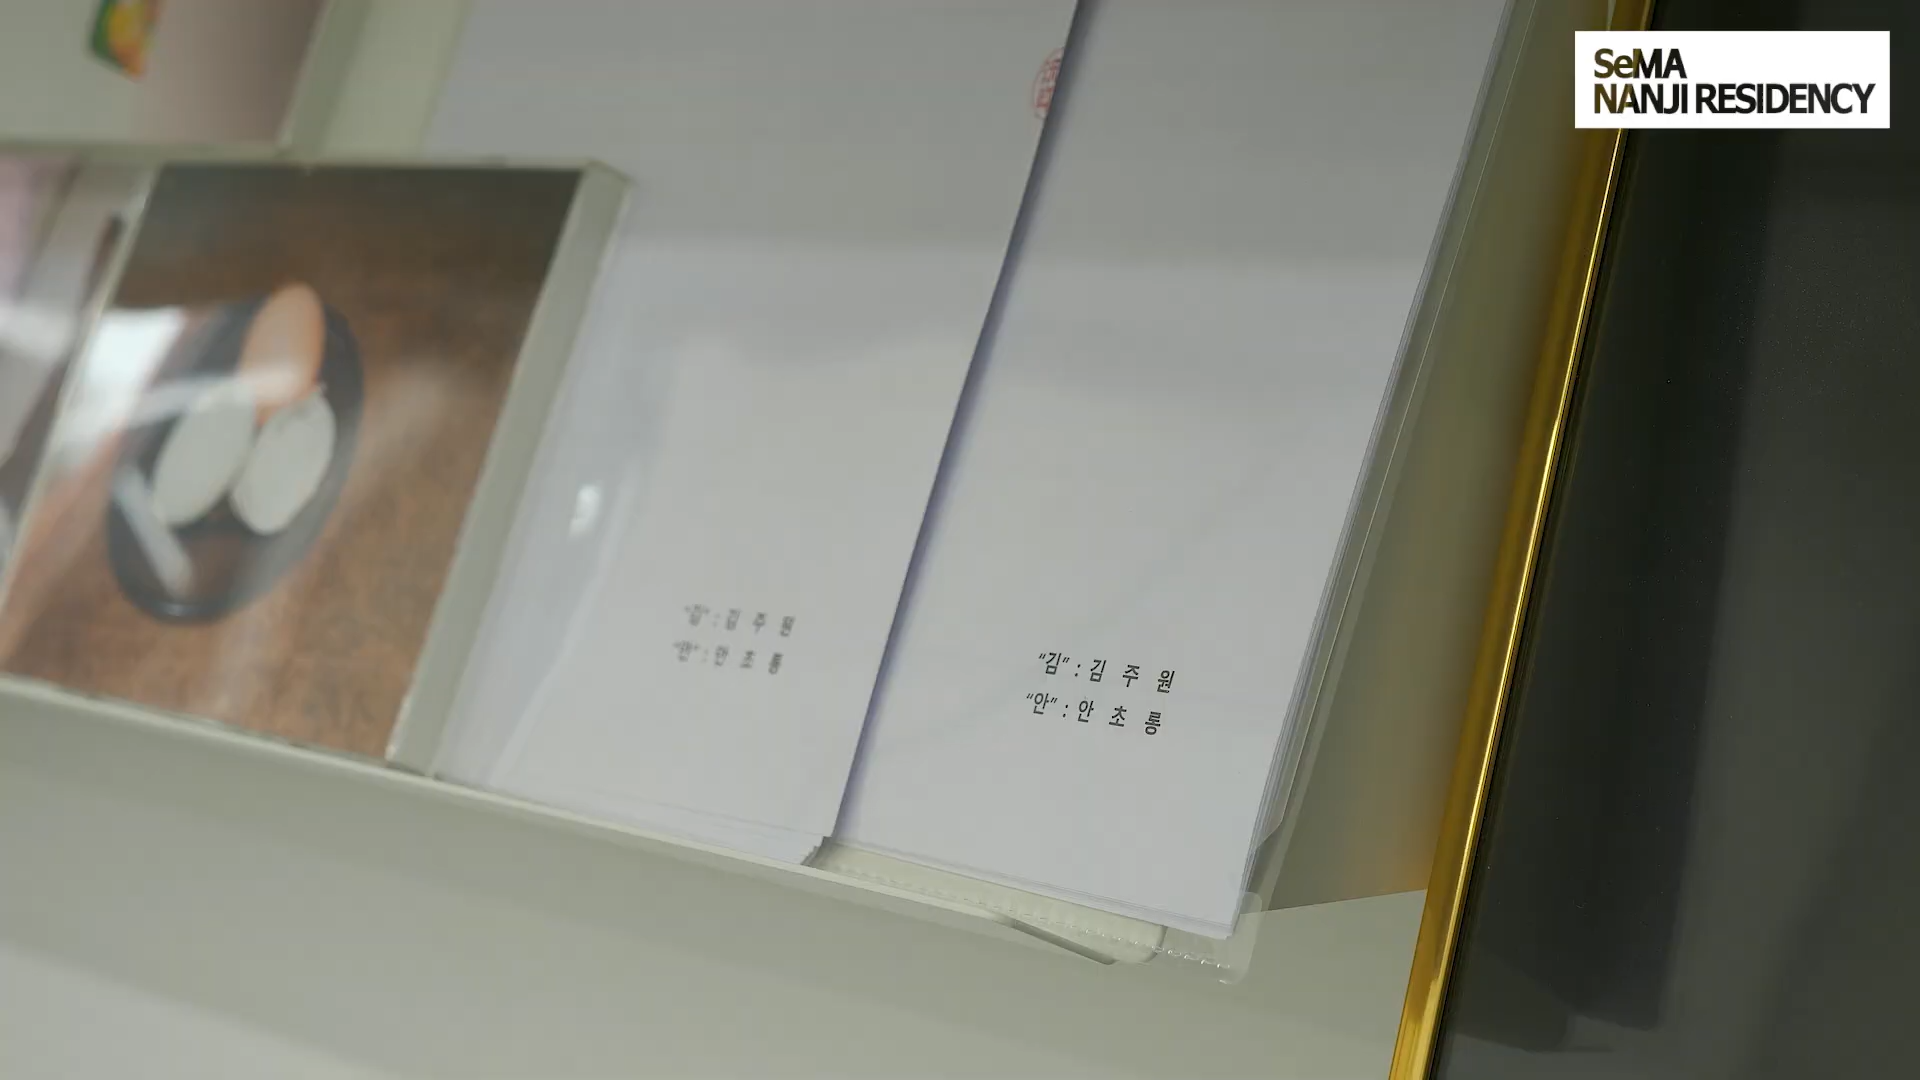 SeMA
NANJI RESIDENCY
“김” : 김 주 원
“안” : 안 초 롱
“김” : 김 주 원
“안” : 안 초 롱